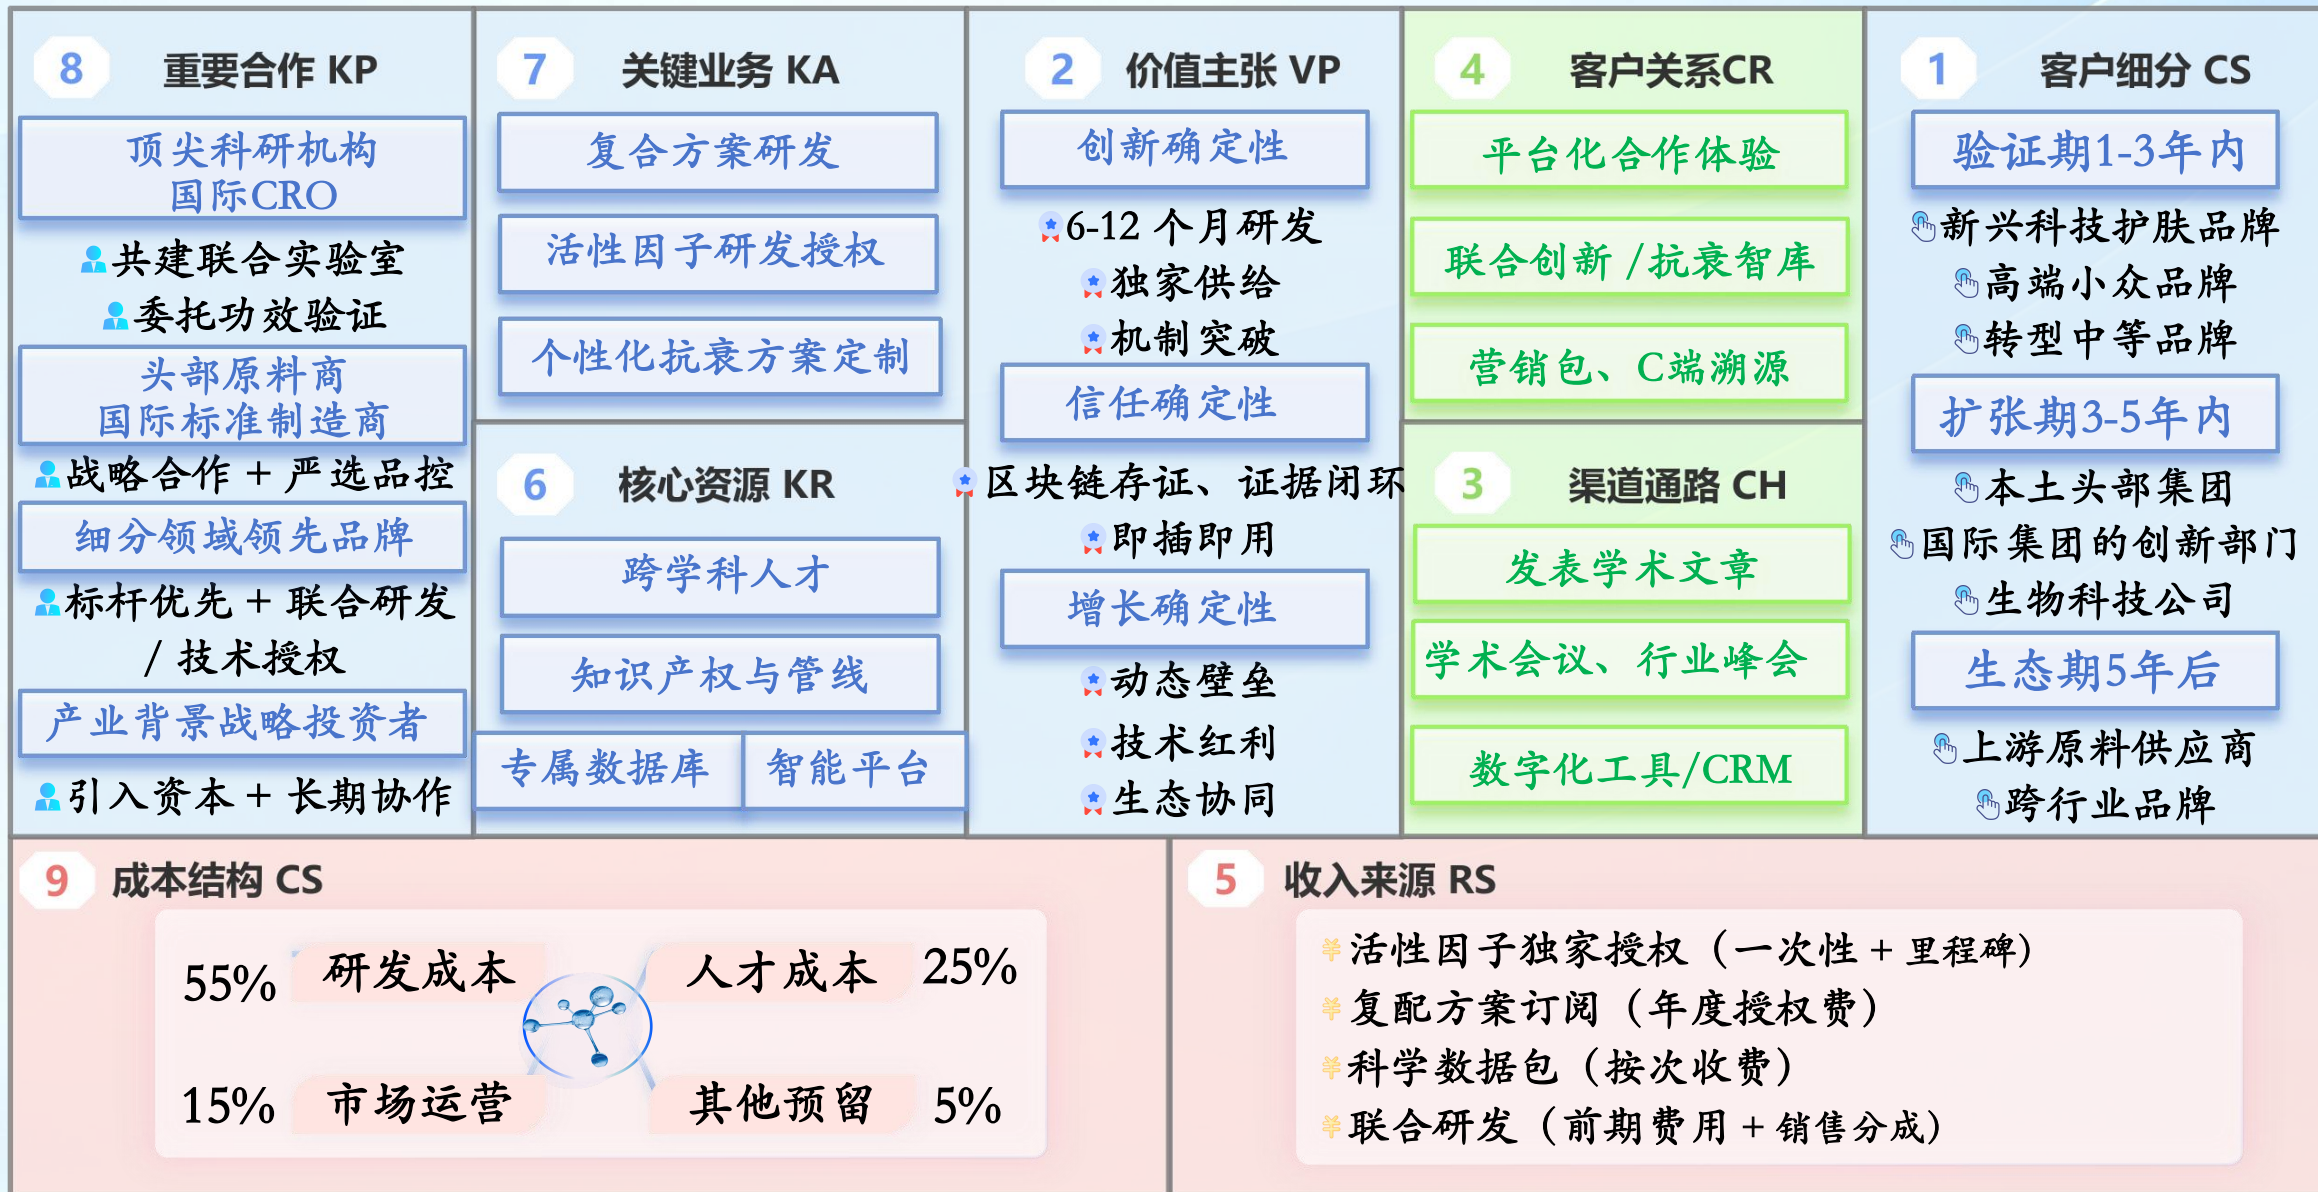 8 重要合作 KP
顶尖科研机构
国际CRO
共建联合实验室
委托功效验证
头部原料商
国际标准制造商
战略合作 + 严选品控
细分领域领先品牌
标杆优先 + 联合研发
/ 技术授权
产业背景战略投资者
引入资本 + 长期协作
7 关键业务 KA
复合方案研发
活性因子研发授权
个性化抗衰方案定制
6 核心资源 KR
跨学科人才
知识产权与管线
专属数据库 智能平台
2 价值主张 VP
创新确定性
6-12 个月研发
独家供给
机制突破
信任确定性
区块链存证、证据闭环
即插即用
增长确定性
动态壁垒
技术红利
生态协同
4 客户关系CR
平台化合作体验
联合创新 /抗衰智库
营销包、C端溯源
3 渠道通路 CH
发表学术文章
学术会议、行业峰会
数字化工具/CRM
1 客户细分 CS
验证期1-3年内
新兴科技护肤品牌
高端小众品牌
转型中等品牌
扩张期3-5年内
本土头部集团
国际集团的创新部门
生物科技公司
生态期5年后
上游原料供应商
跨行业品牌
9 成本结构 CS
55% 研发成本 人才成本 25%
15% 市场运营 其他预留 5%
5 收入来源 RS
活性因子独家授权（一次性 + 里程碑）
复配方案订阅（年度授权费）
科学数据包（按次收费）
联合研发（前期费用 + 销售分成）